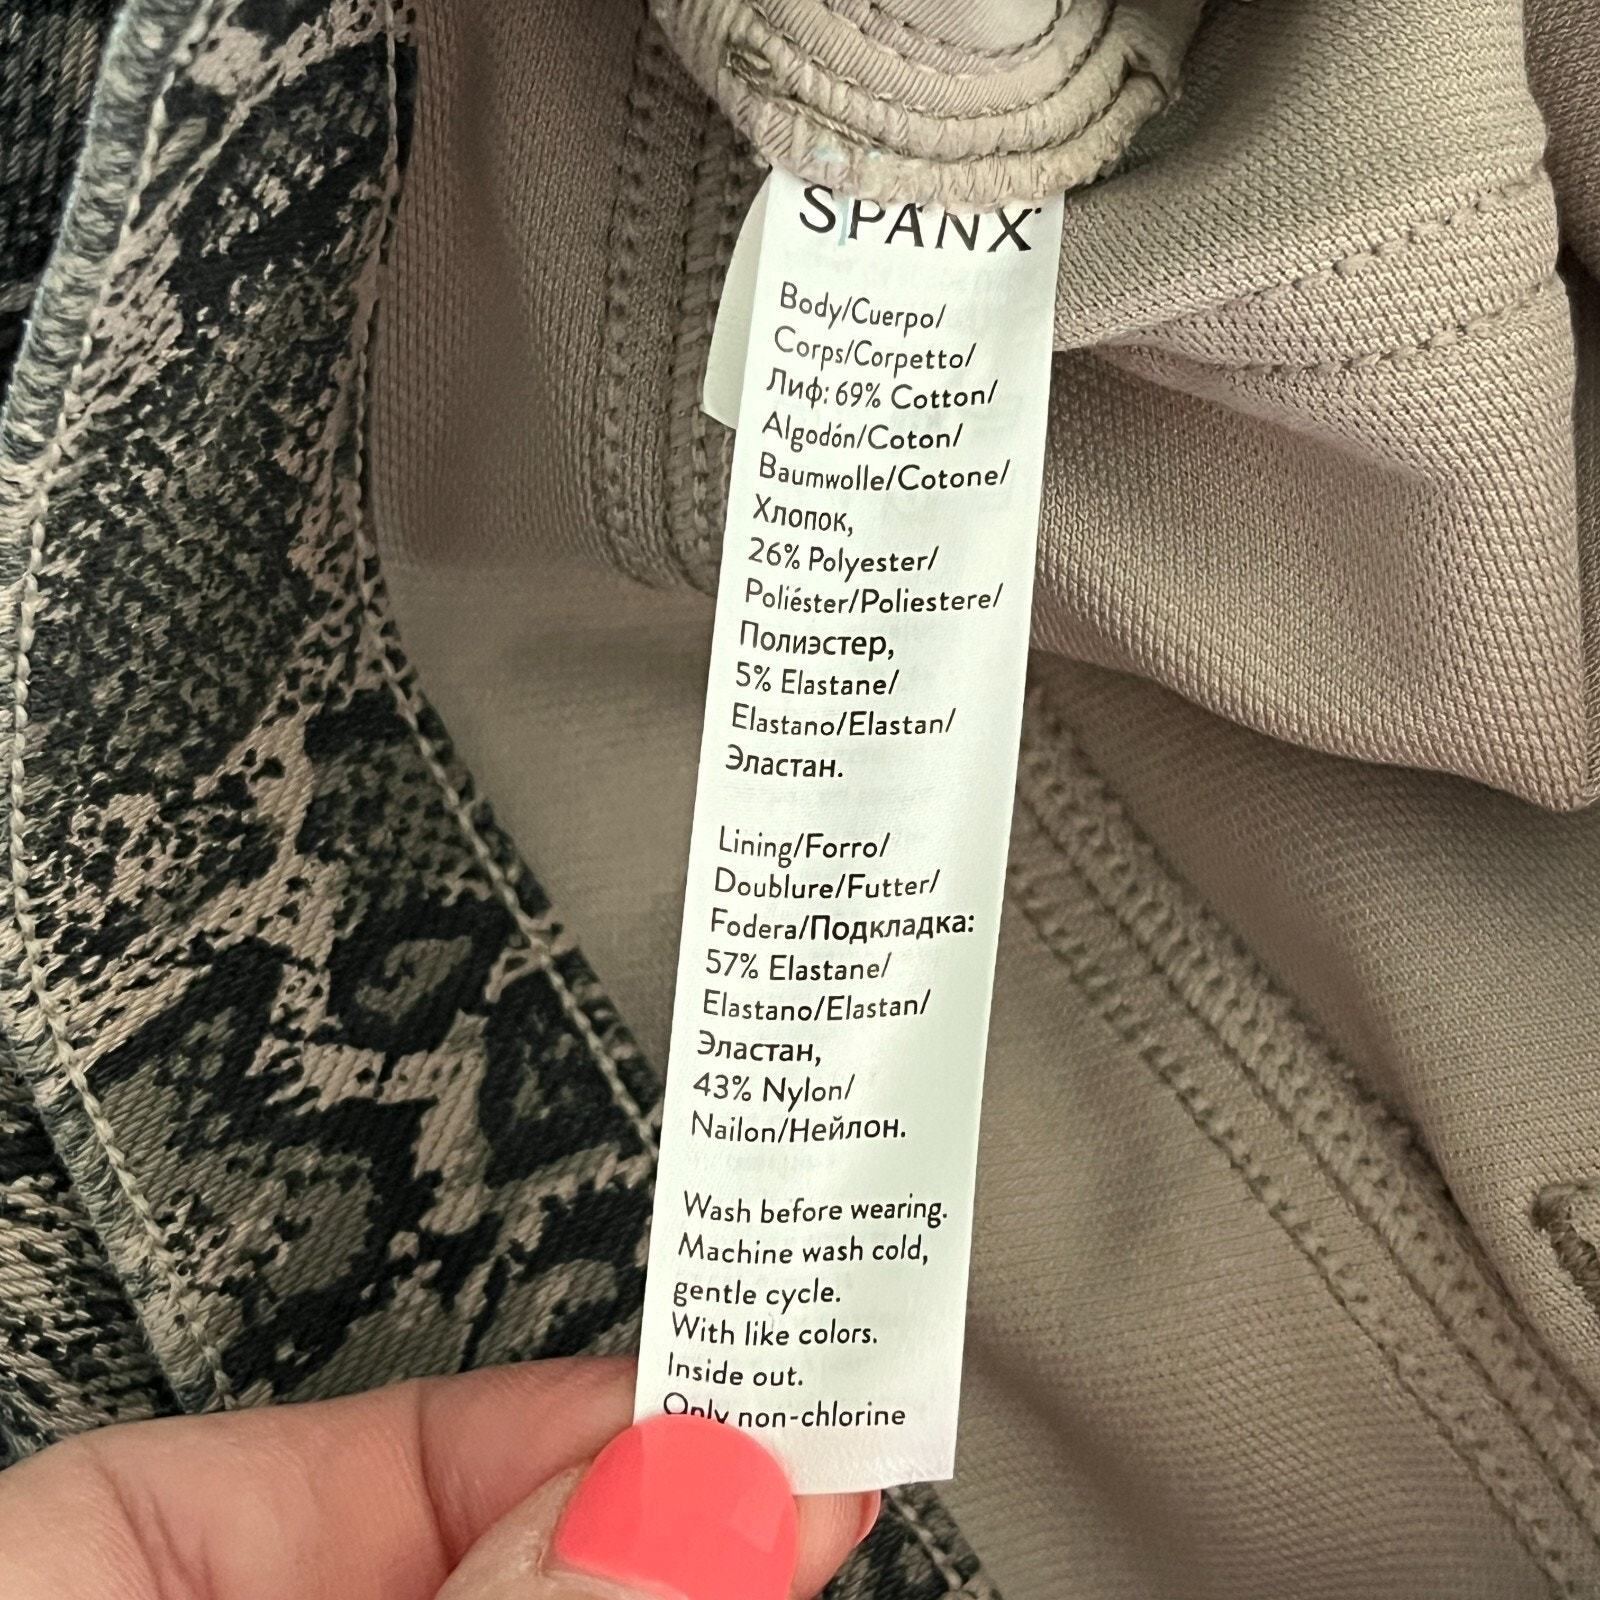 SPANX
Body/Cuerpo/
Corps/Corpetto/
Лиф: 69% Cotton/
Algodón/Coton/
Baumwolle/Cotone/
Хлопок,
26% Polyester/
Poliéster/Poliestere/
Полиэстер,
5% Elastane/
Elastano/Elastan/
Эластан.
Lining/Forro/
Doublure/Futter/
Fodera/Подкладка:
57% Elastane/
Elastano/Elastan/
Эластан,
43% Nylon/
Nailon/Нейлон.
Wash before wearing.
Machine wash cold,
gentle cycle.
With like colors.
Inside out.
Only non-chlorine